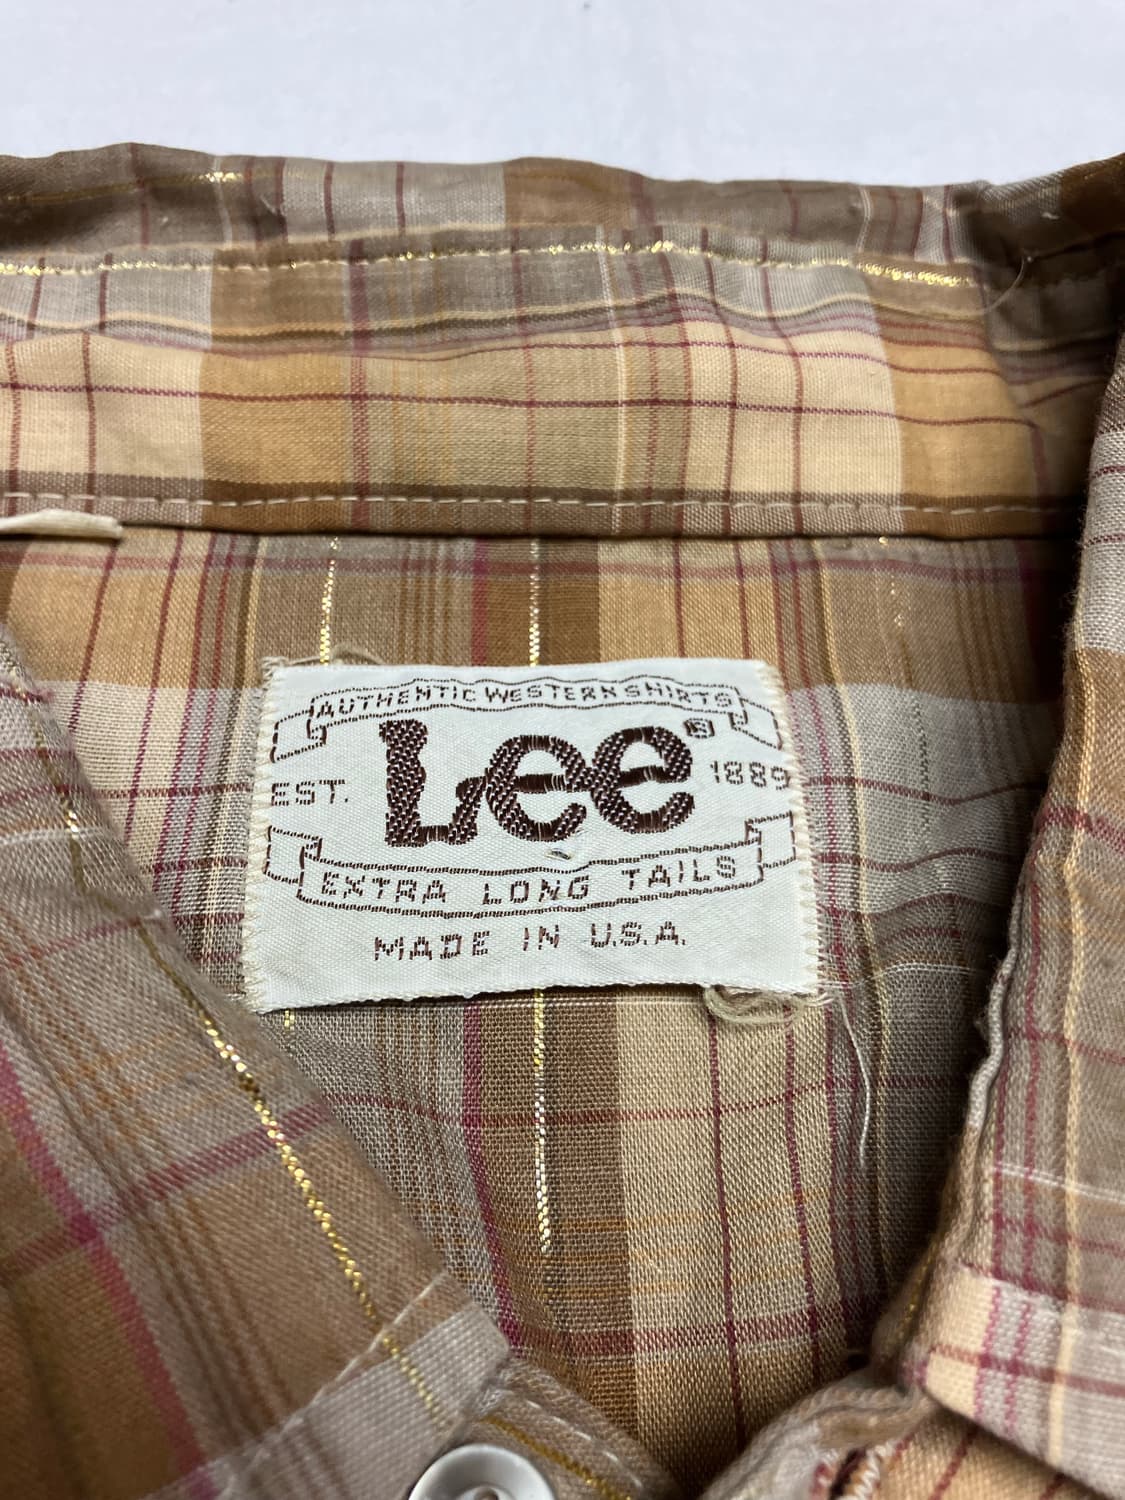 AUTHENTIC WESTERN SHIRTS
Lee®
EST. 1889
EXTRA LONG TAILS
MADE IN U.S.A.